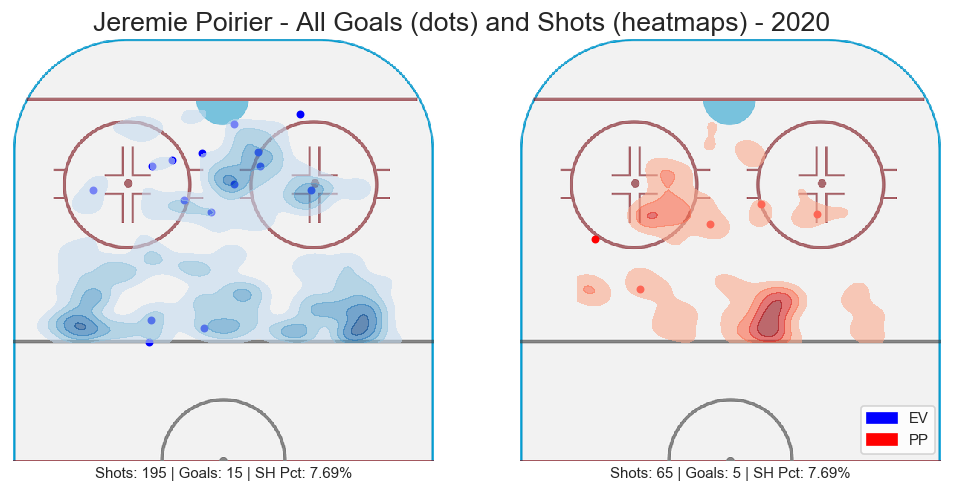 Jeremie Poirier - All Goals (dots) and Shots (heatmaps) - 2020
EV
PP
Shots: 195 | Goals: 15 | SH Pct: 7.69%
Shots: 65 | Goals: 5 | SH Pct: 7.69%